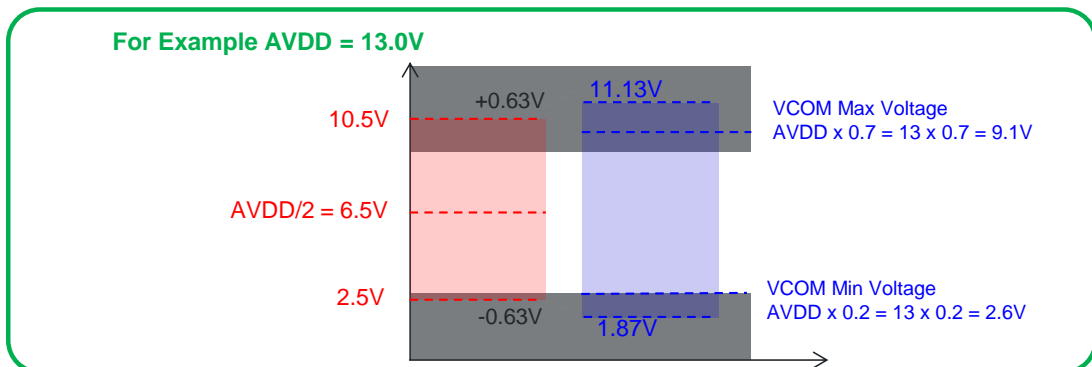 For Example AVDD = 13.0V
+0.63V
11.13V
10.5V
VCOM Max Voltage
AVDD x 0.7 = 13 x 0.7 = 9.1V
AVDD/2 = 6.5V
2.5V
-0.63V
1.87V
VCOM Min Voltage
AVDD x 0.2 = 13 x 0.2 = 2.6V